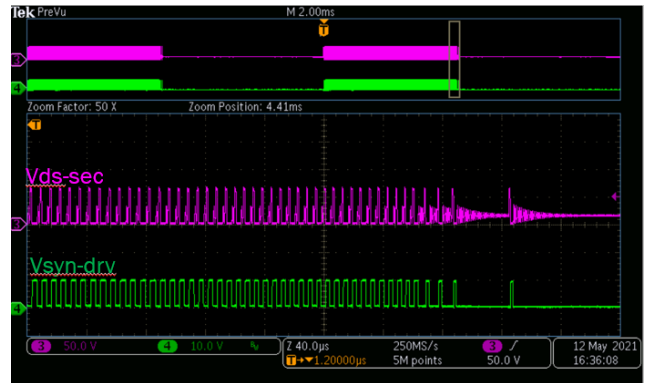 Tek PreVu M 2.00ms
T
3
4
Zoom Factor: 50 X Zoom Position: 4.41ms
T
Vds-sec
3
Vsyn-drv
4
3 50.0 V 4 10.0 V Z 40.0µs 250MS/s 3 12 May 2021
T→▼1.20000µs 5M points 50.0 V 16:36:08